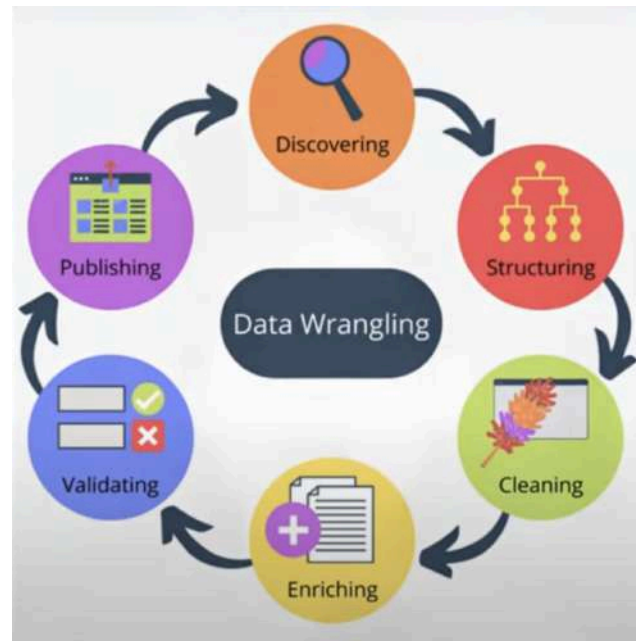 Discovering
Structuring
Cleaning
Enriching
Validating
Publishing
Data Wrangling